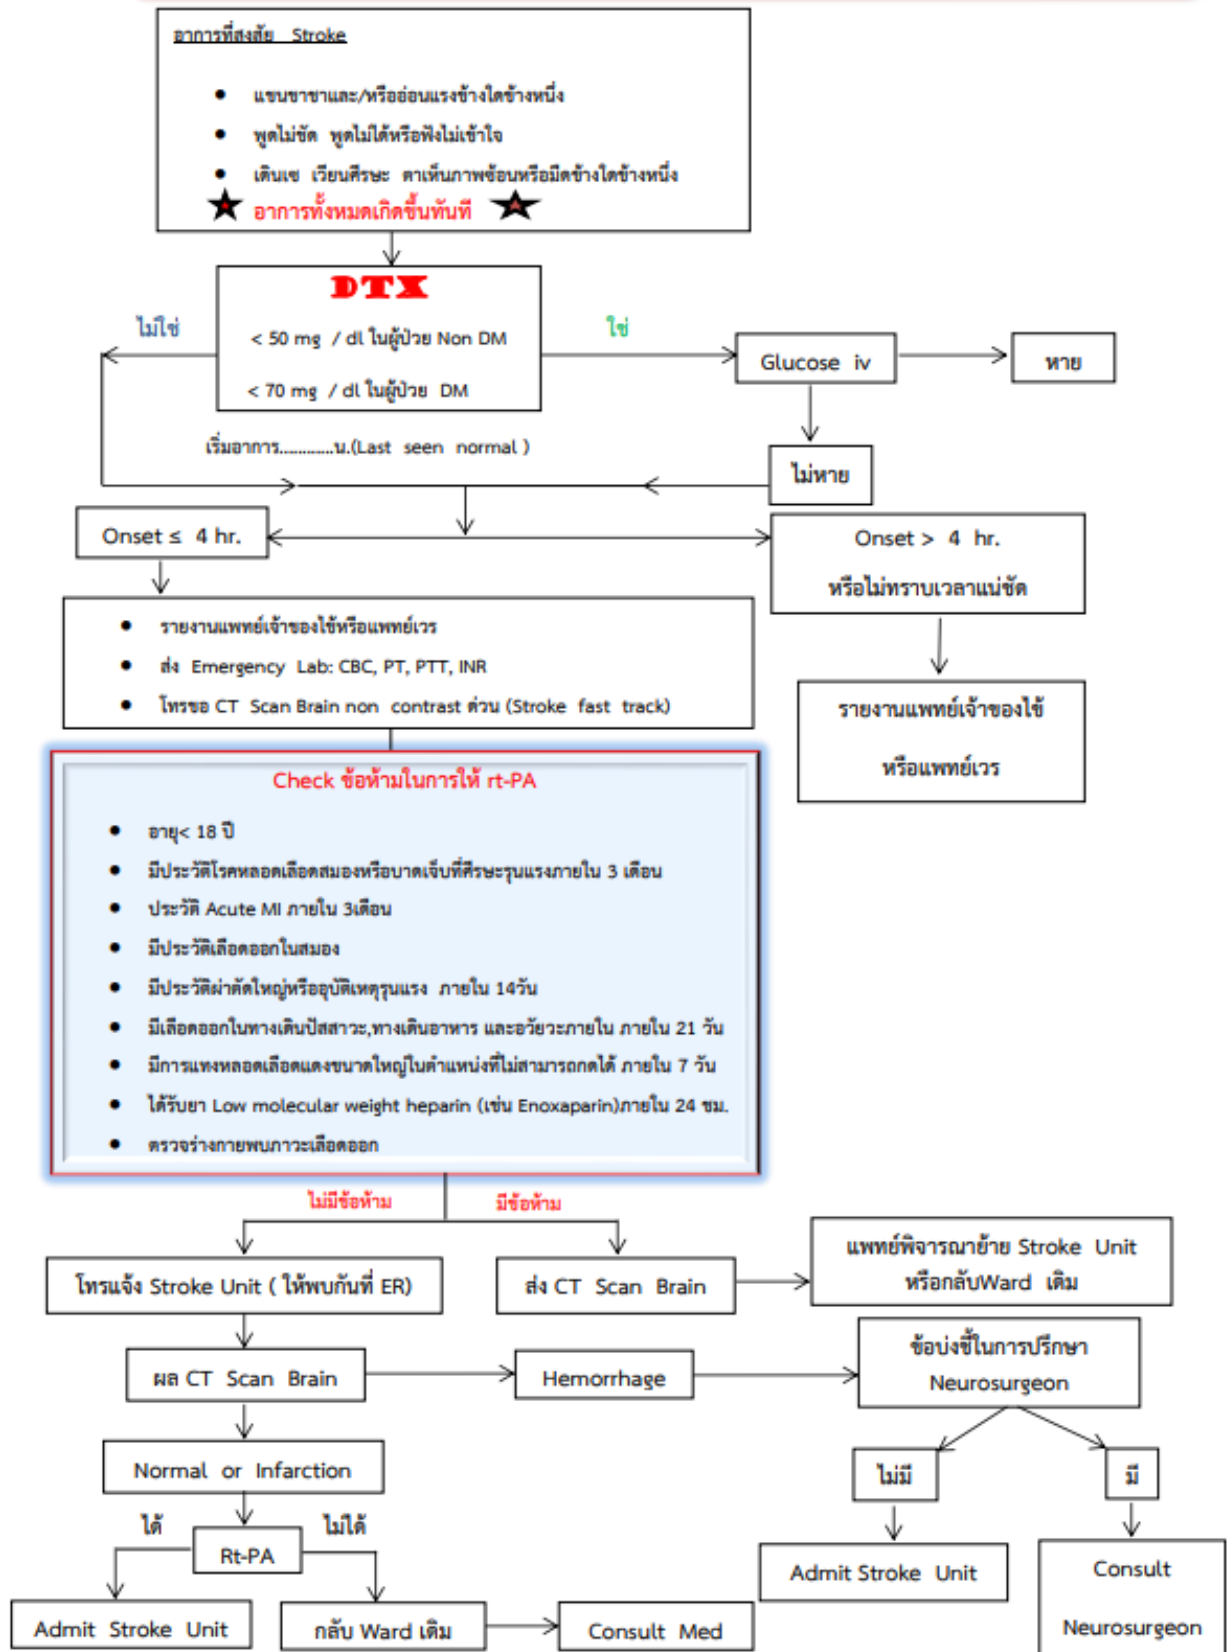 อาการที่สงสัย Stroke
● แขนขาชาและ/หรืออ่อนแรงข้างใดข้างหนึ่ง
● พูดไม่ชัด พูดไม่ได้หรือฟังไม่เข้าใจ
● เดินเซ เวียนศีรษะ ตาเห็นภาพซ้อนหรือมืดข้างใดข้างหนึ่ง
★ อาการทั้งหมดเกิดขึ้นทันที ★
DTX
< 50 mg / dl ในผู้ป่วย Non DM
< 70 mg / dl ในผู้ป่วย DM
ไม่ใช่
ใช่
Glucose iv
หาย
เริ่มอาการ.............น.(Last seen normal )
ไม่หาย
Onset ≤ 4 hr.
Onset > 4 hr.
หรือไม่ทราบเวลาแน่ชัด
● รายงานแพทย์เจ้าของไข้หรือแพทย์เวร
● ส่ง Emergency Lab: CBC, PT, PTT, INR
● โทรขอ CT Scan Brain non contrast ด่วน (Stroke fast track)
รายงานแพทย์เจ้าของไข้
หรือแพทย์เวร
Check ข้อห้ามในการให้ rt-PA
● อายุ< 18 ปี
● มีประวัติโรคหลอดเลือดสมองหรือบาดเจ็บที่ศีรษะรุนแรงภายใน 3 เดือน
● ประวัติ Acute MI ภายใน 3เดือน
● มีประวัติเลือดออกในสมอง
● มีประวัติผ่าตัดใหญ่หรืออุบัติเหตุรุนแรง ภายใน 14วัน
● มีเลือดออกในทางเดินปัสสาวะ,ทางเดินอาหาร และอวัยวะภายใน ภายใน 21 วัน
● มีการแทงหลอดเลือดแดงขนาดใหญ่ในตำแหน่งที่ไม่สามารถกดได้ ภายใน 7 วัน
● ได้รับยา Low molecular weight heparin (เช่น Enoxaparin)ภายใน 24 ชม.
● ตรวจร่างกายพบภาวะเลือดออก
ไม่มีข้อห้าม
มีข้อห้าม
โทรแจ้ง Stroke Unit ( ให้พบกันที่ ER)
ส่ง CT Scan Brain
แพทย์พิจารณาย้าย Stroke Unit
หรือกลับWard เดิม
ผล CT Scan Brain
Hemorrhage
ข้อบ่งชี้ในการปรึกษา
Neurosurgeon
Normal or Infarction
ไม่มี
มี
ได้
ไม่ได้
Rt-PA
Admit Stroke Unit
Consult
Neurosurgeon
Admit Stroke Unit
กลับ Ward เดิม
Consult Med